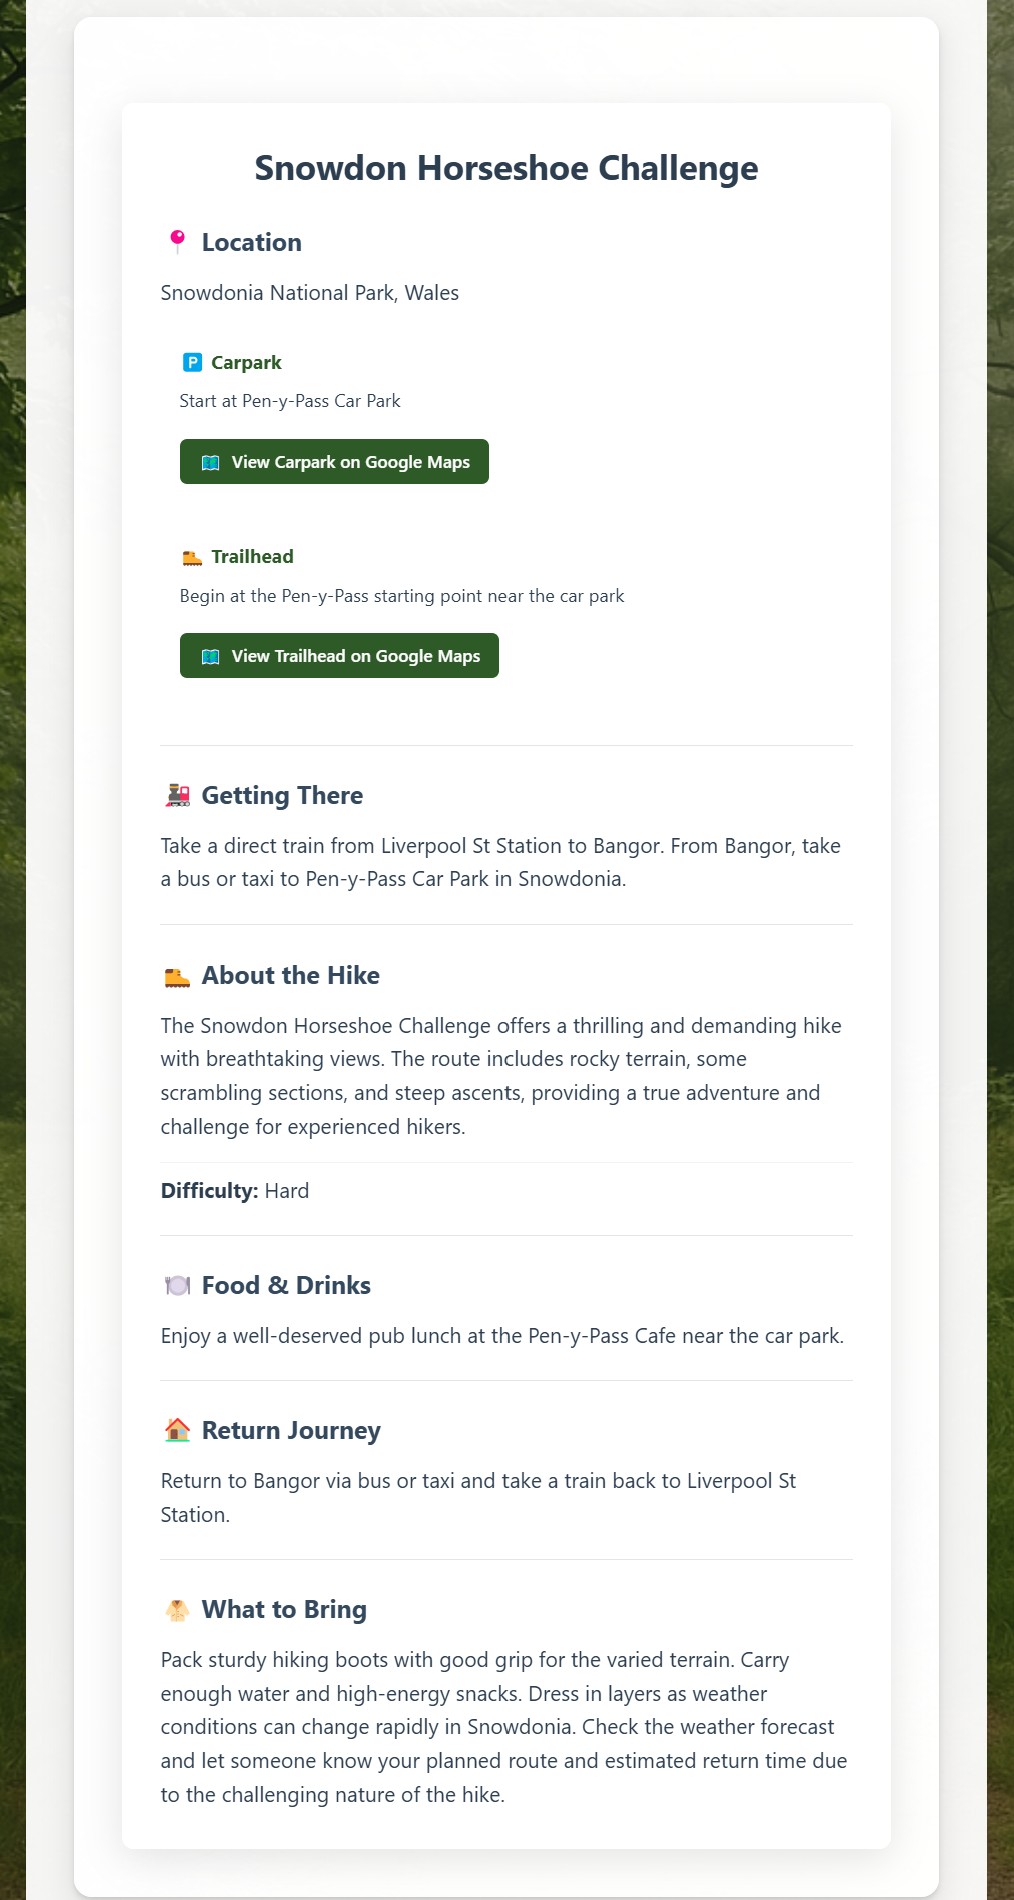 Snowdon Horseshoe Challenge
Location
Snowdonia National Park, Wales
Carpark
Start at Pen-y-Pass Car Park
View Carpark on Google Maps
Trailhead
Begin at the Pen-y-Pass starting point near the car park
View Trailhead on Google Maps
Getting There
Take a direct train from Liverpool St Station to Bangor. From Bangor, take
a bus or taxi to Pen-y-Pass Car Park in Snowdonia.
About the Hike
The Snowdon Horseshoe Challenge offers a thrilling and demanding hike
with breathtaking views. The route includes rocky terrain, some
scrambling sections, and steep ascents, providing a true adventure and
challenge for experienced hikers.
Difficulty: Hard
Food & Drinks
Enjoy a well-deserved pub lunch at the Pen-y-Pass Cafe near the car park.
Return Journey
Return to Bangor via bus or taxi and take a train back to Liverpool St
Station.
What to Bring
Pack sturdy hiking boots with good grip for the varied terrain. Carry
enough water and high-energy snacks. Dress in layers as weather
conditions can change rapidly in Snowdonia. Check the weather forecast
and let someone know your planned route and estimated return time due
to the challenging nature of the hike.